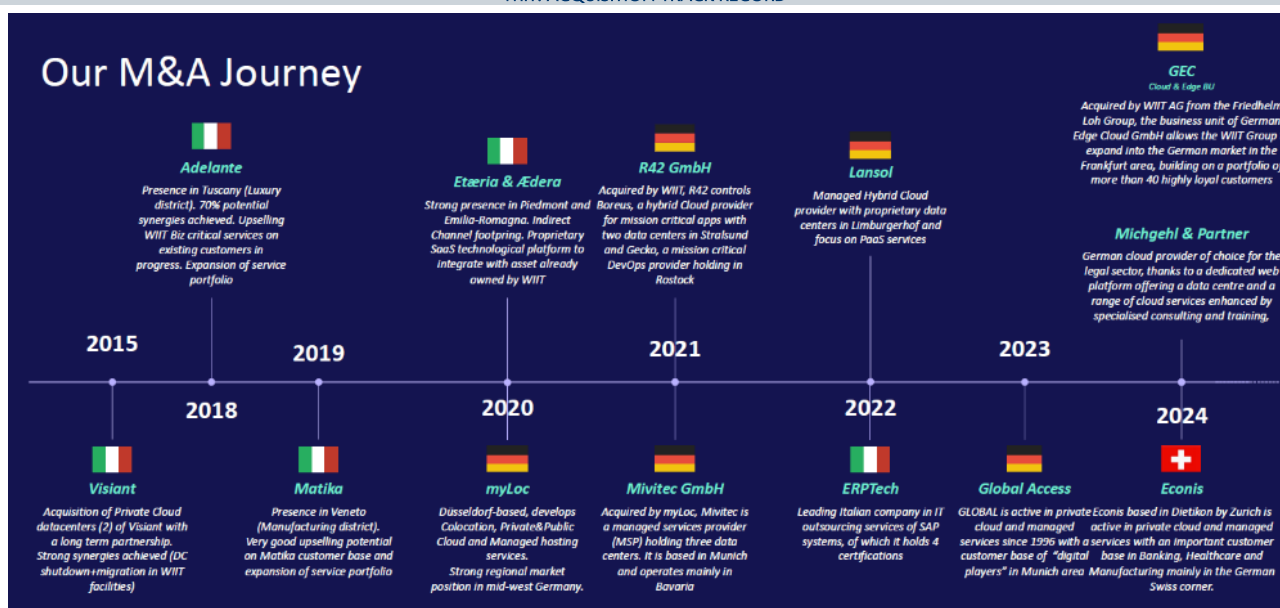 Our M&A Journey
GEC
Cloud & Edge BU
Acquired by WIIT AG from the Friedhelm
Loh Group, the business unit of German
Edge Cloud GmbH allows the WIIT Group
expand into the German market in the
Frankfurt area, building on a portfolio of
more than 40 highly loyal customers
Michgehl & Partner
German cloud provider of choice for the
legal sector, thanks to a dedicated web
platform offering a data centre and a
range of cloud services enhanced by
specialised consulting and training,
Adelante
Presence in Tuscany (Luxury
district). 70% potential
synergies achieved. Upselling
WIIT Biz critical services on
existing customers in
progress. Expansion of service
portfolio
Etæria & Ædera
Strong presence in Piedmont and
Emilia-Romagna. Indirect
Channel footpring. Proprietary
SaaS technological platform to
integrate with asset already
owned by WIIT
R42 GmbH
Acquired by WIIT, R42 controls
Boreus, a hybrid Cloud provider
for mission critical apps with
two data centers in Stralsund
and Gecko, a mission critical
DevOps provider holding in
Rostock
Lansol
Managed Hybrid Cloud
provider with proprietary data
centers in Limburgerhof and
focus on PaaS services
2015
2018
2019
2020
2021
2022
2023
2024
Visiant
Acquisition of Private Cloud
datacenters (2) of Visiant with
a long term partnership.
Strong synergies achieved (DC
shutdown+migration in WIIT
facilities)
Matika
Presence in Veneto
(Manufacturing district).
Very good upselling potential
on Matika customer base and
expansion of service portfolio
myLoc
Düsseldorf-based, develops
Colocation, Private&Public
Cloud and Managed hosting
services.
Strong regional market
position in mid-west Germany.
Mivitec GmbH
Acquired by myLoc, Mivitec is
a managed services provider
(MSP) holding three data
centers. It is based in Munich
and operates mainly in
Bavaria
ERPTech
Leading Italian company in IT
outsourcing services of SAP
systems, of which it holds 4
certifications
Global Access
GLOBAL is active in private
cloud and managed
services since 1996 with a
customer base of "digital
players" in Munich area
Econis
Econis based in Dietikon by Zurich is
active in private cloud and managed
services with an important customer
base in Banking, Healthcare and
Manufacturing mainly in the German
Swiss corner.